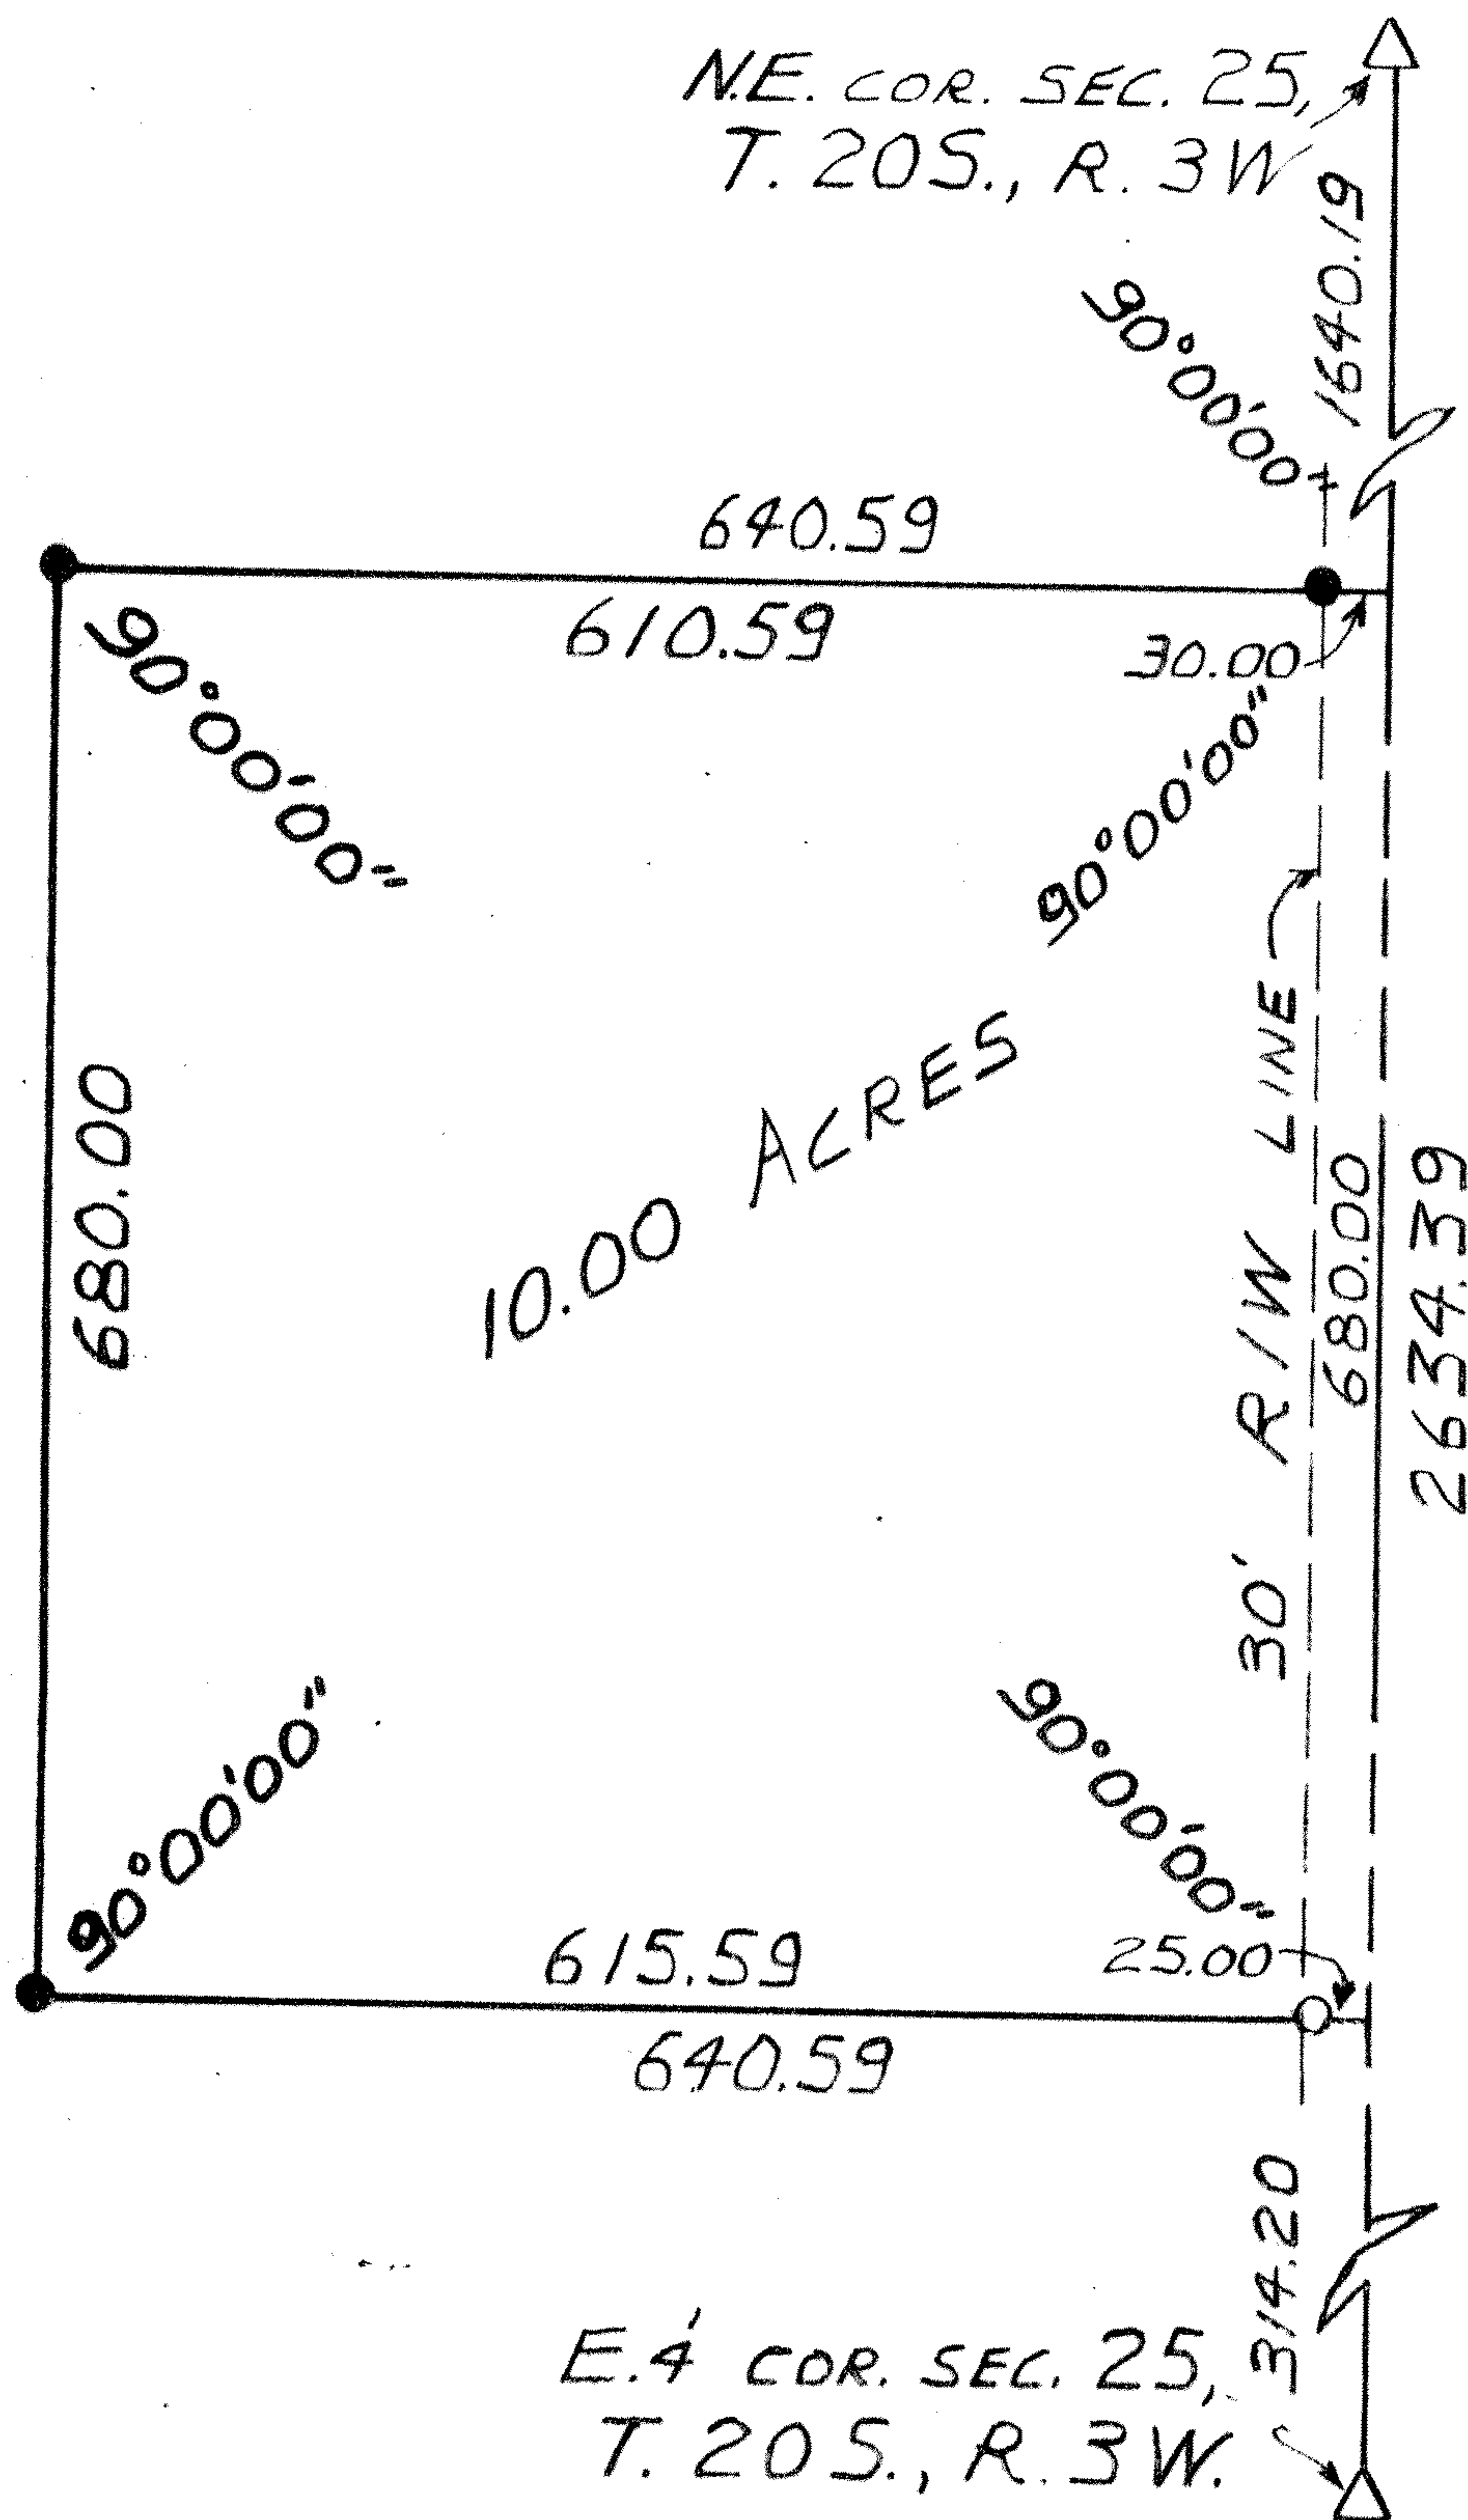 N.E. COR. SEC. 25,
T. 20S., R. 3W
1640.19
90°00'00"
640.59
610.59
30.00
90°00'00"
90°00'00"
680.00
10.00 ACRES
30' R/W LINE
680.00
2634.39
90°00'00"
90°00'00"
615.59
25.00
640.59
314.20
E.¼ COR. SEC. 25,
T. 20S., R. 3W.